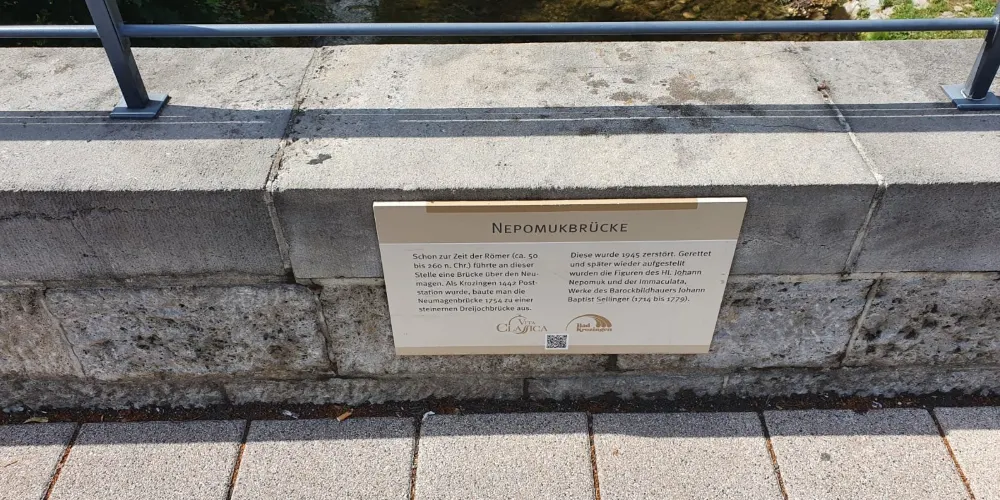 NEPOMUKBRÜCKE
Schon zur Zeit der Römer (ca. 50
bis 260 n. Chr.) führte an dieser
Stelle eine Brücke über den Neu-
magen. Als Krozingen 1442 Post-
station wurde, baute man die
Neumagenbrücke 1754 zu einer
steinernen Dreijochbrücke aus.
Diese wurde 1945 zerstört. Gerettet
und später wieder aufgestellt
wurden die Figuren des Hl. Johann
Nepomuk und der Immaculata,
Werke des Barockbildhauers Johann
Baptist Sellinger (1714 bis 1779).
VITA
CLASSICA
Bad
Krozingen